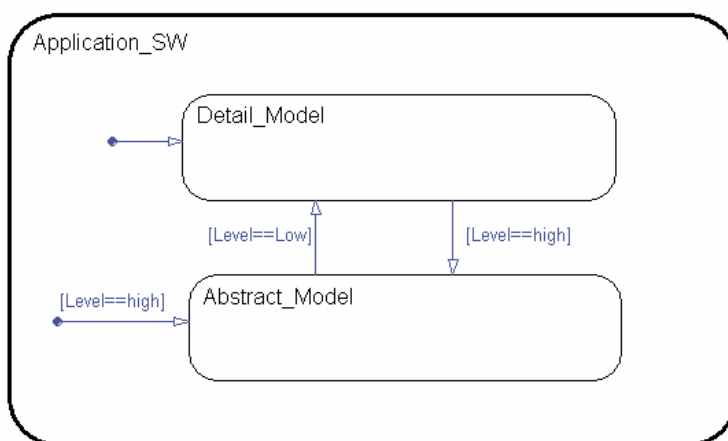 Application_SW
Detail_Model
[Level==Low]
[Level==high]
[Level==high]
Abstract_Model